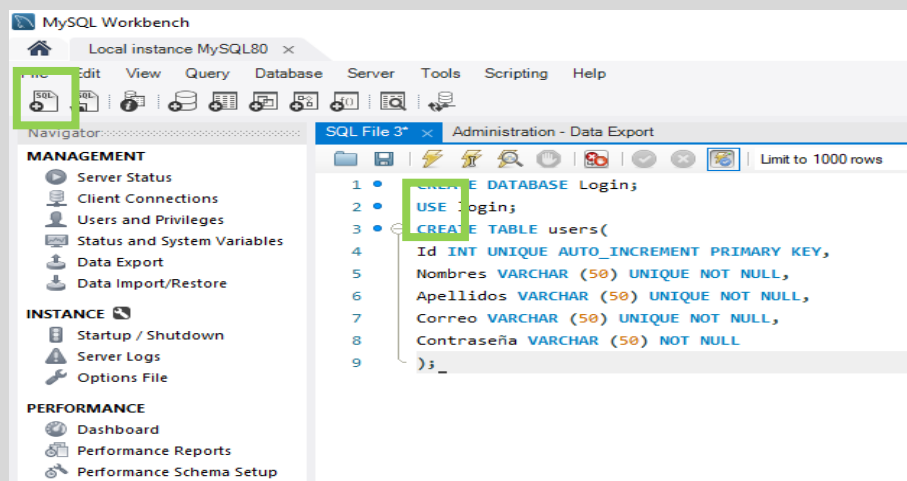 MySQL Workbench
Local instance MySQL80 ×
File Edit View Query Database Server Tools Scripting Help
Navigator
SQL File 3* × Administration - Data Export
MANAGEMENT
Server Status
Client Connections
Users and Privileges
Status and System Variables
Data Export
Data Import/Restore
INSTANCE
Startup / Shutdown
Server Logs
Options File
PERFORMANCE
Dashboard
Performance Reports
Performance Schema Setup
Limit to 1000 rows
1 CREATE DATABASE Login;
2 USE login;
3 CREATE TABLE users(
4 Id INT UNIQUE AUTO_INCREMENT PRIMARY KEY,
5 Nombres VARCHAR (50) UNIQUE NOT NULL,
6 Apellidos VARCHAR (50) UNIQUE NOT NULL,
7 Correo VARCHAR (50) UNIQUE NOT NULL,
8 Contraseña VARCHAR (50) NOT NULL
9 );